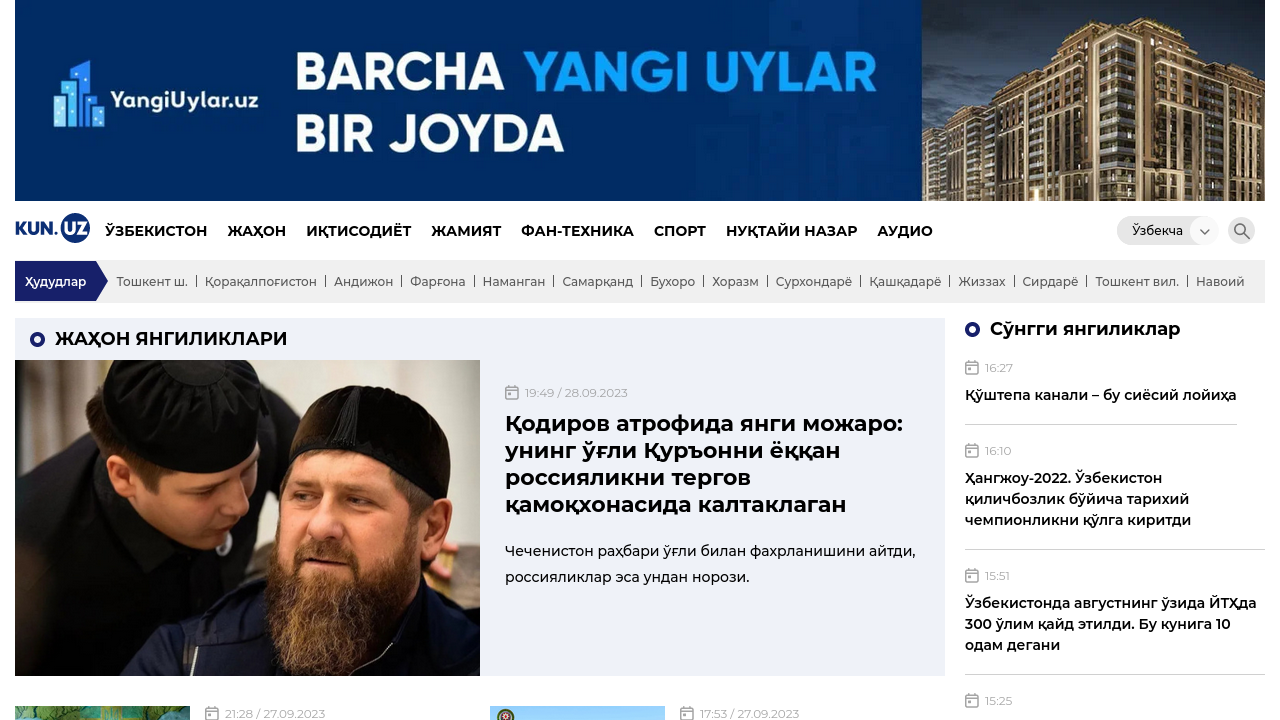 YangiUylar.uz
BARCHA YANGI UYLAR
BIR JOYDA
KUN.UZ
ЎЗБЕКИСТОН ЖАҲОН ИҚТИСОДИЁТ ЖАМИЯТ ФАН-ТЕХНИКА СПОРТ НУҚТАЙИ НАЗАР АУДИО
Ўзбекча
Ҳудудлар
Тошкент ш. Қорақалпоғистон Андижон Фарғона Наманган Самарқанд Бухоро Хоразм Сурхондарё Қашқадарё Жиззах Сирдарё Тошкент вил. Навоий
ЖАҲОН ЯНГИЛИКЛАРИ
19:49 / 28.09.2023
Қодиров атрофида янги можаро:
унинг ўғли Қуръонни ёққан
россияликни тергов
қамоқхонасида калтаклаган
Чеченистон раҳбари ўғли билан фахрланишини айтди,
россияликлар эса ундан норози.
21:28 / 27.09.2023
17:53 / 27.09.2023
Сўнгги янгиликлар
16:27
Қўштепа канали – бу сиёсий лойиҳа
16:10
Ҳангжоу-2022. Ўзбекистон
қиличбозлик бўйича тарихий
чемпионликни қўлга киритди
15:51
Ўзбекистонда августнинг ўзида ЙТҲда
300 ўлим қайд этилди. Бу кунига 10
одам дегани
15:25